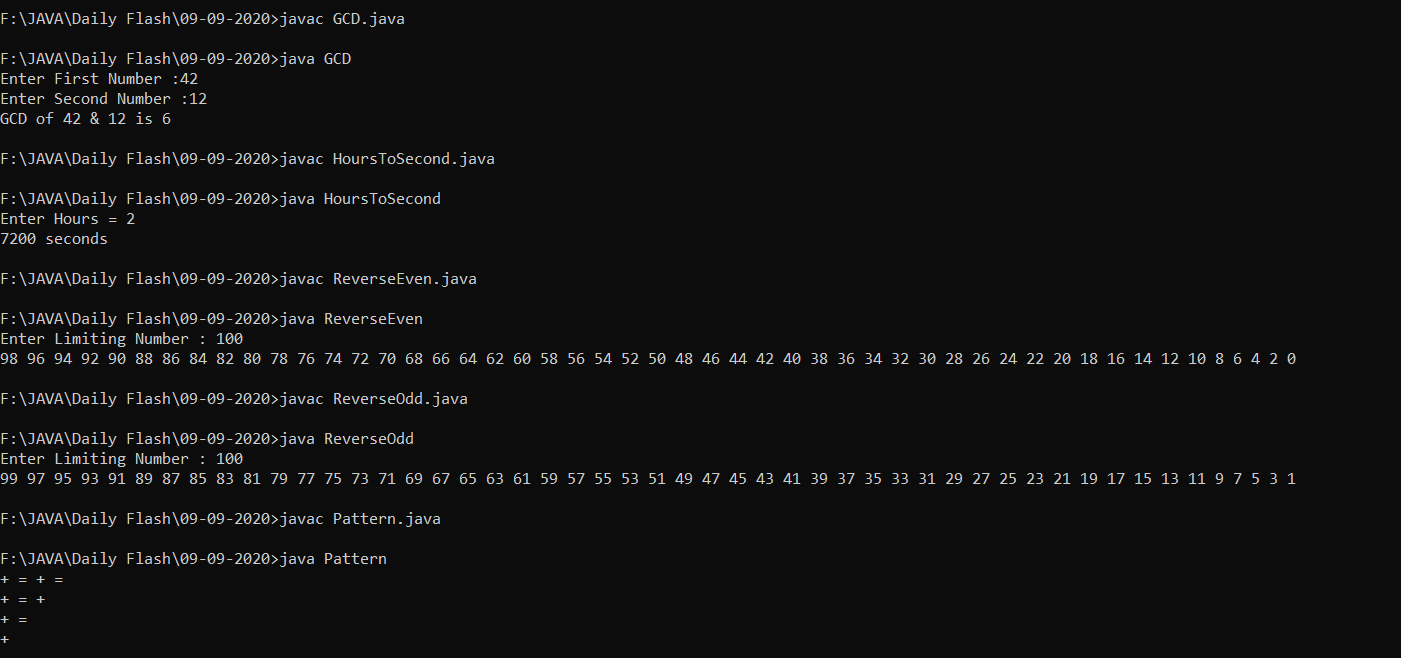 F:\JAVA\Daily Flash\09-09-2020>javac GCD.java
F:\JAVA\Daily Flash\09-09-2020>java GCD
Enter First Number :42
Enter Second Number :12
GCD of 42 & 12 is 6
F:\JAVA\Daily Flash\09-09-2020>javac HoursToSecond.java
F:\JAVA\Daily Flash\09-09-2020>java HoursToSecond
Enter Hours = 2
7200 seconds
F:\JAVA\Daily Flash\09-09-2020>javac ReverseEven.java
F:\JAVA\Daily Flash\09-09-2020>java ReverseEven
Enter Limiting Number : 100
98 96 94 92 90 88 86 84 82 80 78 76 74 72 70 68 66 64 62 60 58 56 54 52 50 48 46 44 42 40 38 36 34 32 30 28 26 24 22 20 18 16 14 12 10 8 6 4 2 0
F:\JAVA\Daily Flash\09-09-2020>javac ReverseOdd.java
F:\JAVA\Daily Flash\09-09-2020>java ReverseOdd
Enter Limiting Number : 100
99 97 95 93 91 89 87 85 83 81 79 77 75 73 71 69 67 65 63 61 59 57 55 53 51 49 47 45 43 41 39 37 35 33 31 29 27 25 23 21 19 17 15 13 11 9 7 5 3 1
F:\JAVA\Daily Flash\09-09-2020>javac Pattern.java
F:\JAVA\Daily Flash\09-09-2020>java Pattern
+ = + =
+ = +
+ =
+